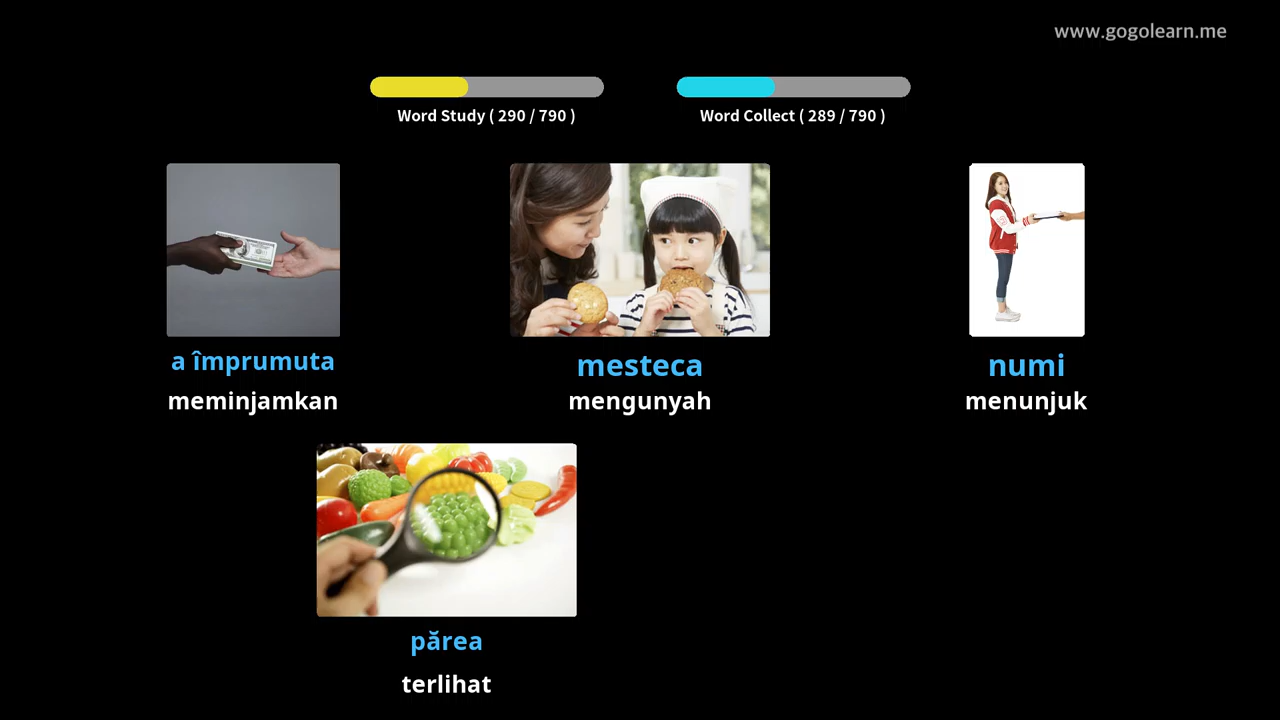 www.gogolearn.me
Word Study ( 290 / 790 )
Word Collect ( 289 / 790 )
a împrumuta
meminjamkan
mesteca
mengunyah
numi
menunjuk
părea
terlihat